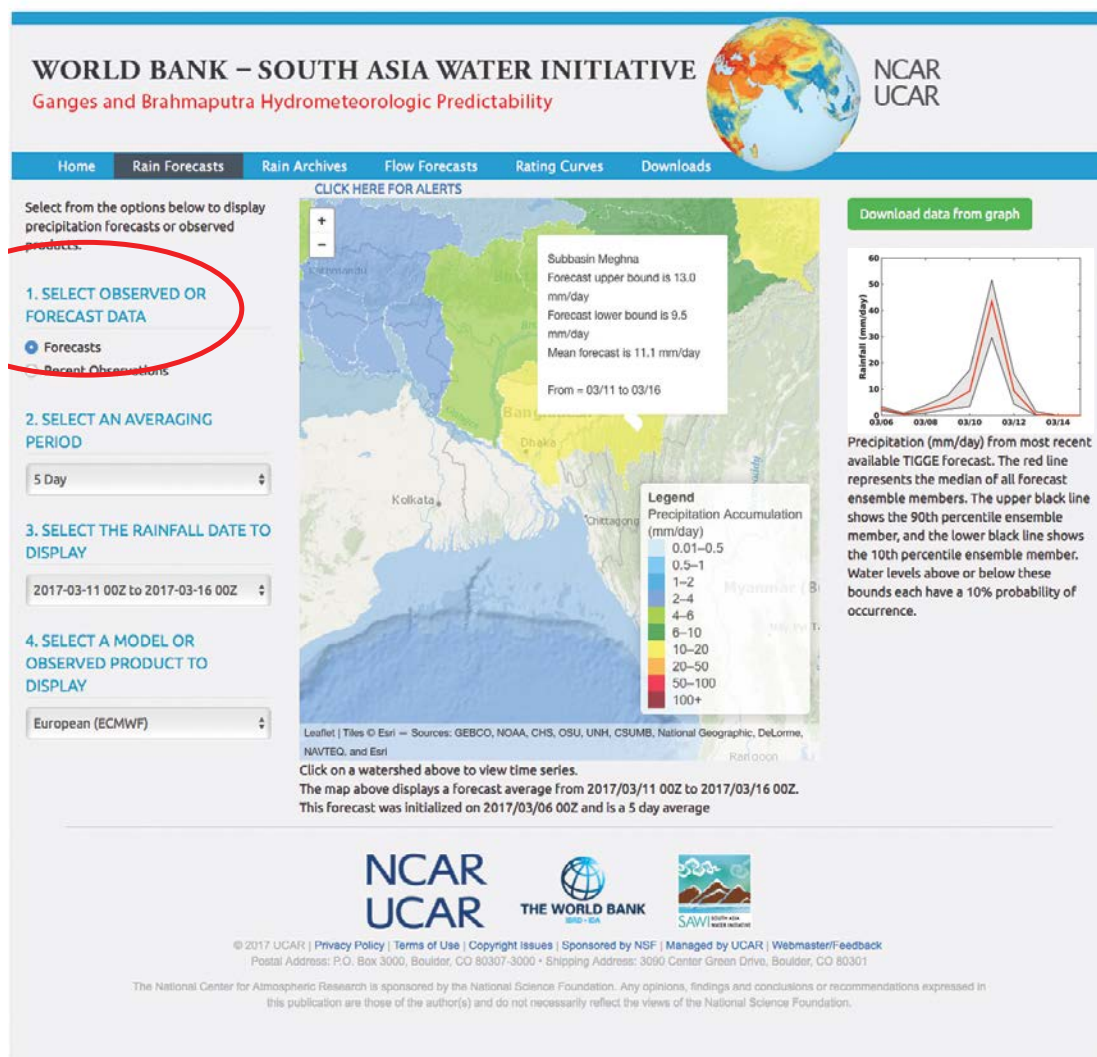 WORLD BANK – SOUTH ASIA WATER INITIATIVE
Ganges and Brahmaputra Hydrometeorologic Predictability
NCAR
UCAR
Home Rain Forecasts Rain Archives Flow Forecasts Rating Curves Downloads
CLICK HERE FOR ALERTS
Select from the options below to display
precipitation forecasts or observed
products.
1. SELECT OBSERVED OR
FORECAST DATA
Forecasts
Recent Observations
2. SELECT AN AVERAGING
PERIOD
5 Day
3. SELECT THE RAINFALL DATE TO
DISPLAY
2017-03-11 00Z to 2017-03-16 00Z
4. SELECT A MODEL OR
OBSERVED PRODUCT TO
DISPLAY
European (ECMWF)
+
−
Kathmandu
Subbasin Meghna
Forecast upper bound is 13.0
mm/day
Forecast lower bound is 9.5
mm/day
Mean forecast is 11.1 mm/day
From = 03/11 to 03/16
Dhaka
Kolkata
Chittagong
Rangoon
Legend
Precipitation Accumulation
(mm/day)
0.01–0.5
0.5–1
1–2
2–4
4–6
6–10
10–20
20–50
50–100
100+
Leaflet | Tiles © Esri — Sources: GEBCO, NOAA, CHS, OSU, UNH, CSUMB, National Geographic, DeLorme,
NAVTEQ, and Esri
Click on a watershed above to view time series.
The map above displays a forecast average from 2017/03/11 00Z to 2017/03/16 00Z.
This forecast was initialized on 2017/03/06 00Z and is a 5 day average
Download data from graph
Rainfall (mm/day)
60
50
40
30
20
10
0
03/06 03/08 03/10 03/12 03/14
Precipitation (mm/day) from most recent
available TIGGE forecast. The red line
represents the median of all forecast
ensemble members. The upper black line
shows the 90th percentile ensemble
member, and the lower black line shows
the 10th percentile ensemble member.
Water levels above or below these
bounds each have a 10% probability of
occurrence.
NCAR
UCAR
THE WORLD BANK
IBRD • IDA
SAWI SOUTH ASIA
WATER INITIATIVE
© 2017 UCAR | Privacy Policy | Terms of Use | Copyright Issues | Sponsored by NSF | Managed by UCAR | Webmaster/Feedback
Postal Address: P.O. Box 3000, Boulder, CO 80307-3000 • Shipping Address: 3090 Center Green Drive, Boulder, CO 80301
The National Center for Atmospheric Research is sponsored by the National Science Foundation. Any opinions, findings and conclusions or recommendations expressed in
this publication are those of the author(s) and do not necessarily reflect the views of the National Science Foundation.